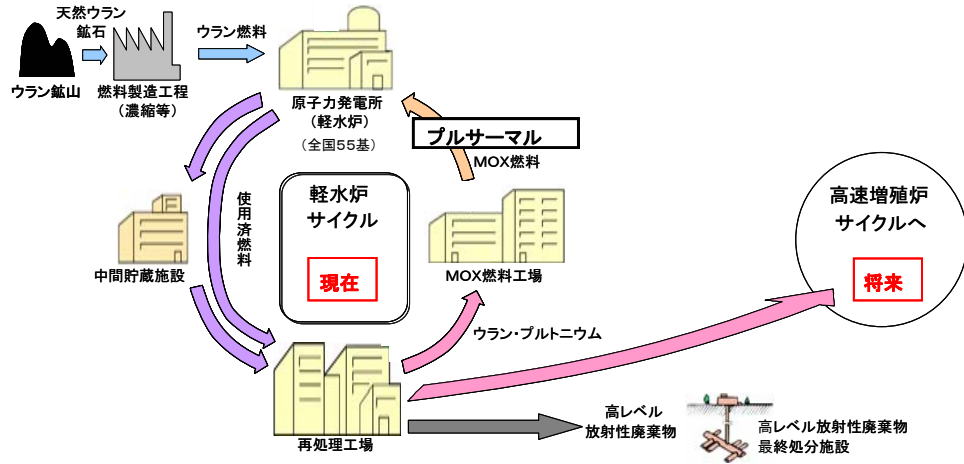 天然ウラン
鉱石
ウラン燃料
ウラン鉱山
燃料製造工程
（濃縮等）
原子力発電所
（軽水炉）
（全国５５基）
プルサーマル
MOX燃料
使用済燃料
軽水炉
サイクル
現在
高速増殖炉
サイクルへ
将来
中間貯蔵施設
MOX燃料工場
ウラン・プルトニウム
再処理工場
高レベル
放射性廃棄物
高レベル放射性廃棄物
最終処分施設